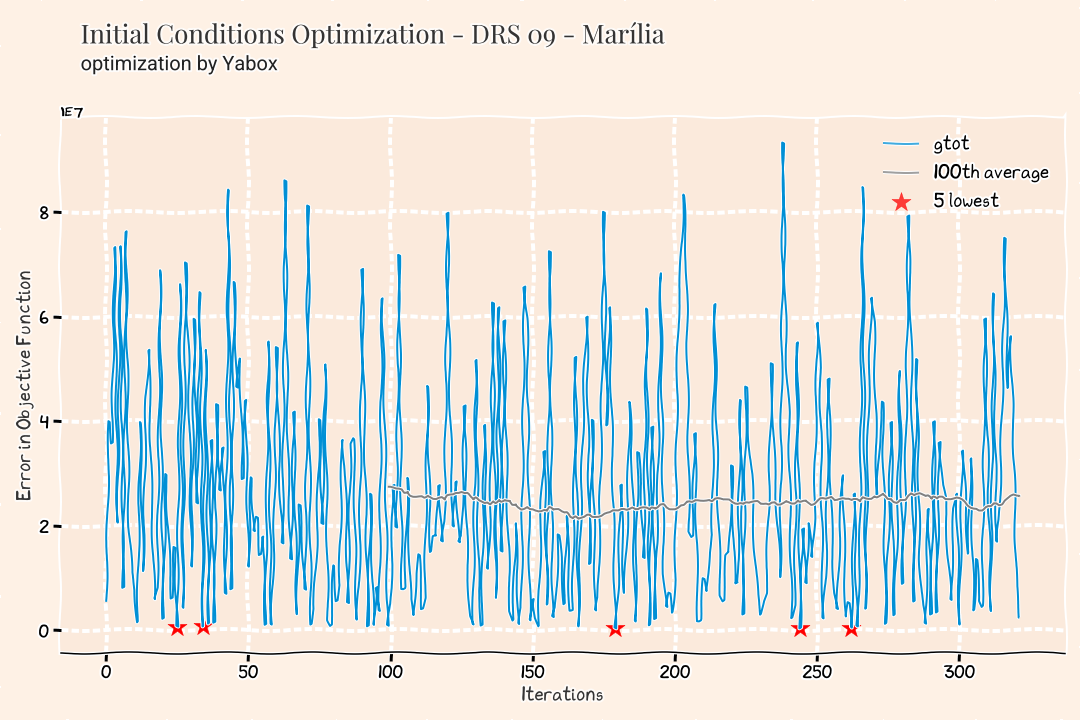 Initial Conditions Optimization - DRS 09 - Marília
optimization by Yabox
1E7
gtot
100th average
5 lowest
8
6
4
2
0
Error in Objective Function
0 50 100 150 200 250 300
Iterations